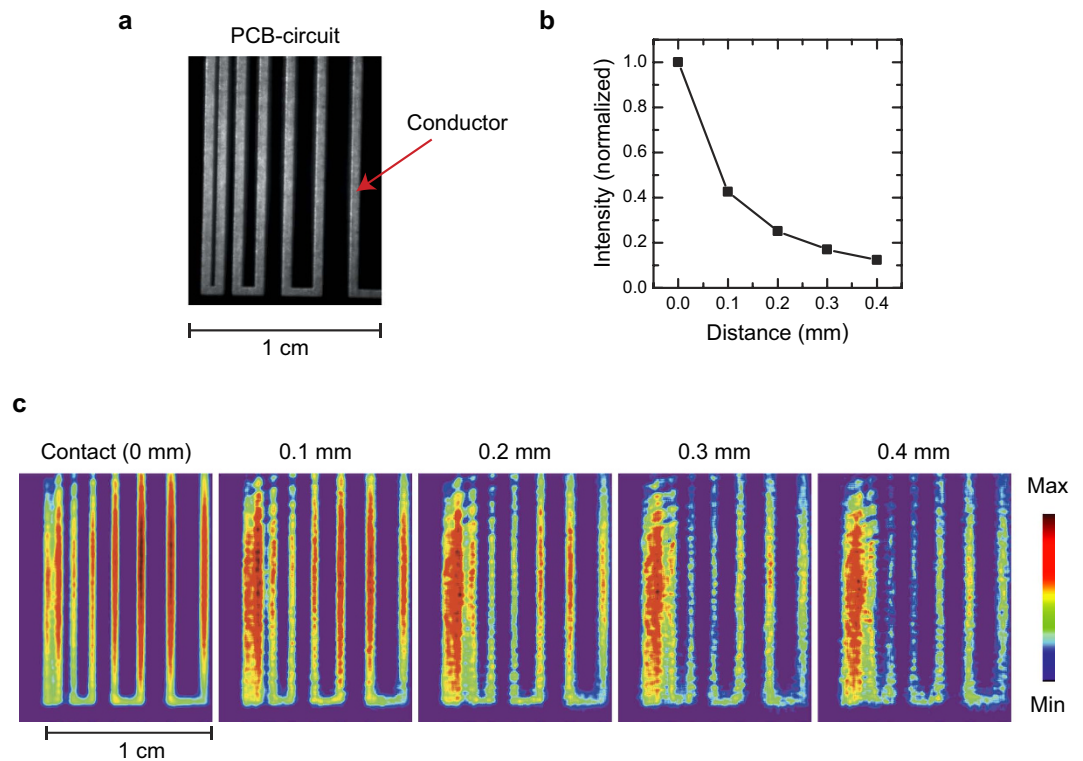 a
PCB-circuit
Conductor
1 cm
b
Intensity (normalized)
1.0
0.8
0.6
0.4
0.2
0.0
0.0 0.1 0.2 0.3 0.4
Distance (mm)
c
Contact (0 mm) 0.1 mm 0.2 mm 0.3 mm 0.4 mm
Max
Min
1 cm